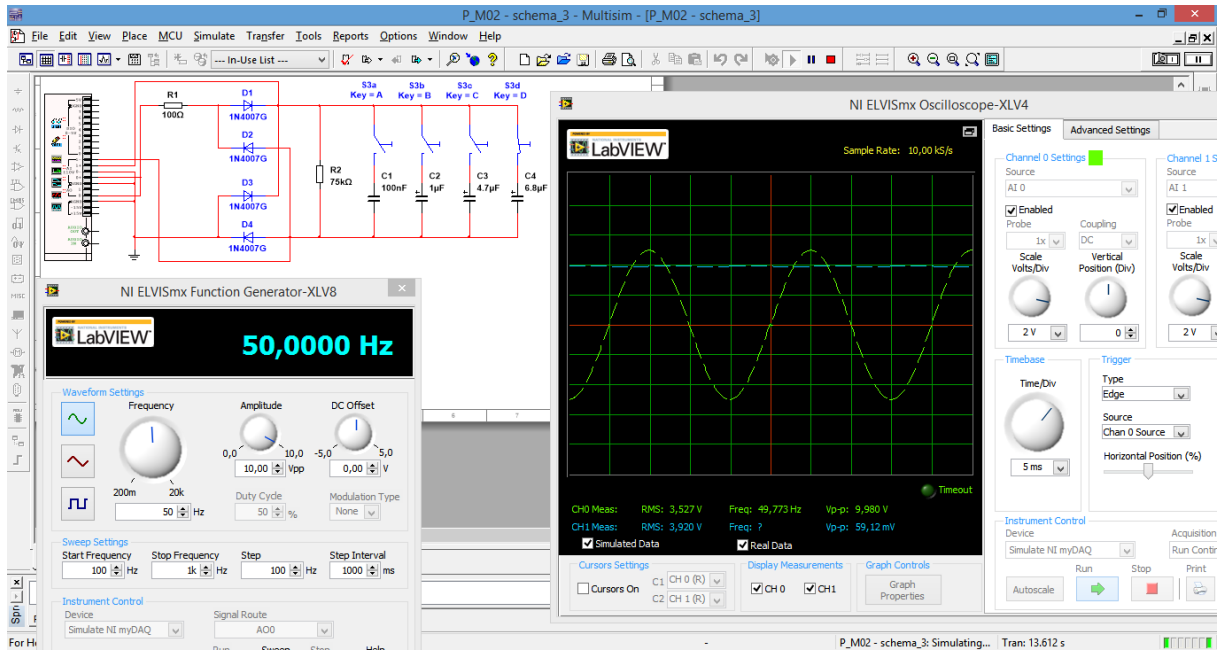 P_M02 - schema_3 - Multisim - [P_M02 - schema_3]
File Edit View Place MCU Simulate Transfer Tools Reports Options Window Help
--- In-Use List ---
S3a S3b S3c S3d
Key = A Key = B Key = C Key = D
R1
100Ω
D1
1N4007G
D2
1N4007G
D3
1N4007G
D4
1N4007G
R2
75kΩ
C1
100nF
C2
1µF
C3
4.7µF
C4
6.8µF
MISC
6 7
NI ELVISmx Function Generator-XLV8
LabVIEW
50,0000 Hz
Waveform Settings
Frequency
Amplitude
DC Offset
0,0 10,0
-5,0 5,0
10,00 Vpp
0,00 V
200m 20k
50 Hz
Duty Cycle
50 %
Modulation Type
None
Sweep Settings
Start Frequency Stop Frequency Step Step Interval
100 Hz 1k Hz 100 Hz 1000 ms
Instrument Control
Device
Signal Route
Simulate NI myDAQ
AO0
Run Sweep Stop Help
NI ELVISmx Oscilloscope-XLV4
LabVIEW
Sample Rate: 10,00 kS/s
Timeout
CH0 Meas: RMS: 3,527 V Freq: 49,773 Hz Vp-p: 9,980 V
CH1 Meas: RMS: 3,920 V Freq: ? Vp-p: 59,12 mV
Simulated Data
Real Data
Cursors Settings
Cursors On
C1 CH 0 (R)
C2 CH 1 (R)
Display Measurements
CH 0 CH1
Graph Controls
Graph
Properties
Basic Settings Advanced Settings
Channel 0 Settings
Channel 1 S
Source
AI 0
Source
AI 1
Enabled
Enabled
Probe
1x
Coupling
DC
Probe
1x
Scale
Volts/Div
Vertical
Position (Div)
Scale
Volts/Div
2 V
0
2 V
Timebase
Time/Div
5 ms
Trigger
Type
Edge
Source
Chan 0 Source
Horizontal Position (%)
Instrument Control
Device
Acquisition
Simulate NI myDAQ
Run Contin
Run Stop Print
Autoscale
For H
-
P_M02 - schema_3: Simulating... Tran: 13.612 s